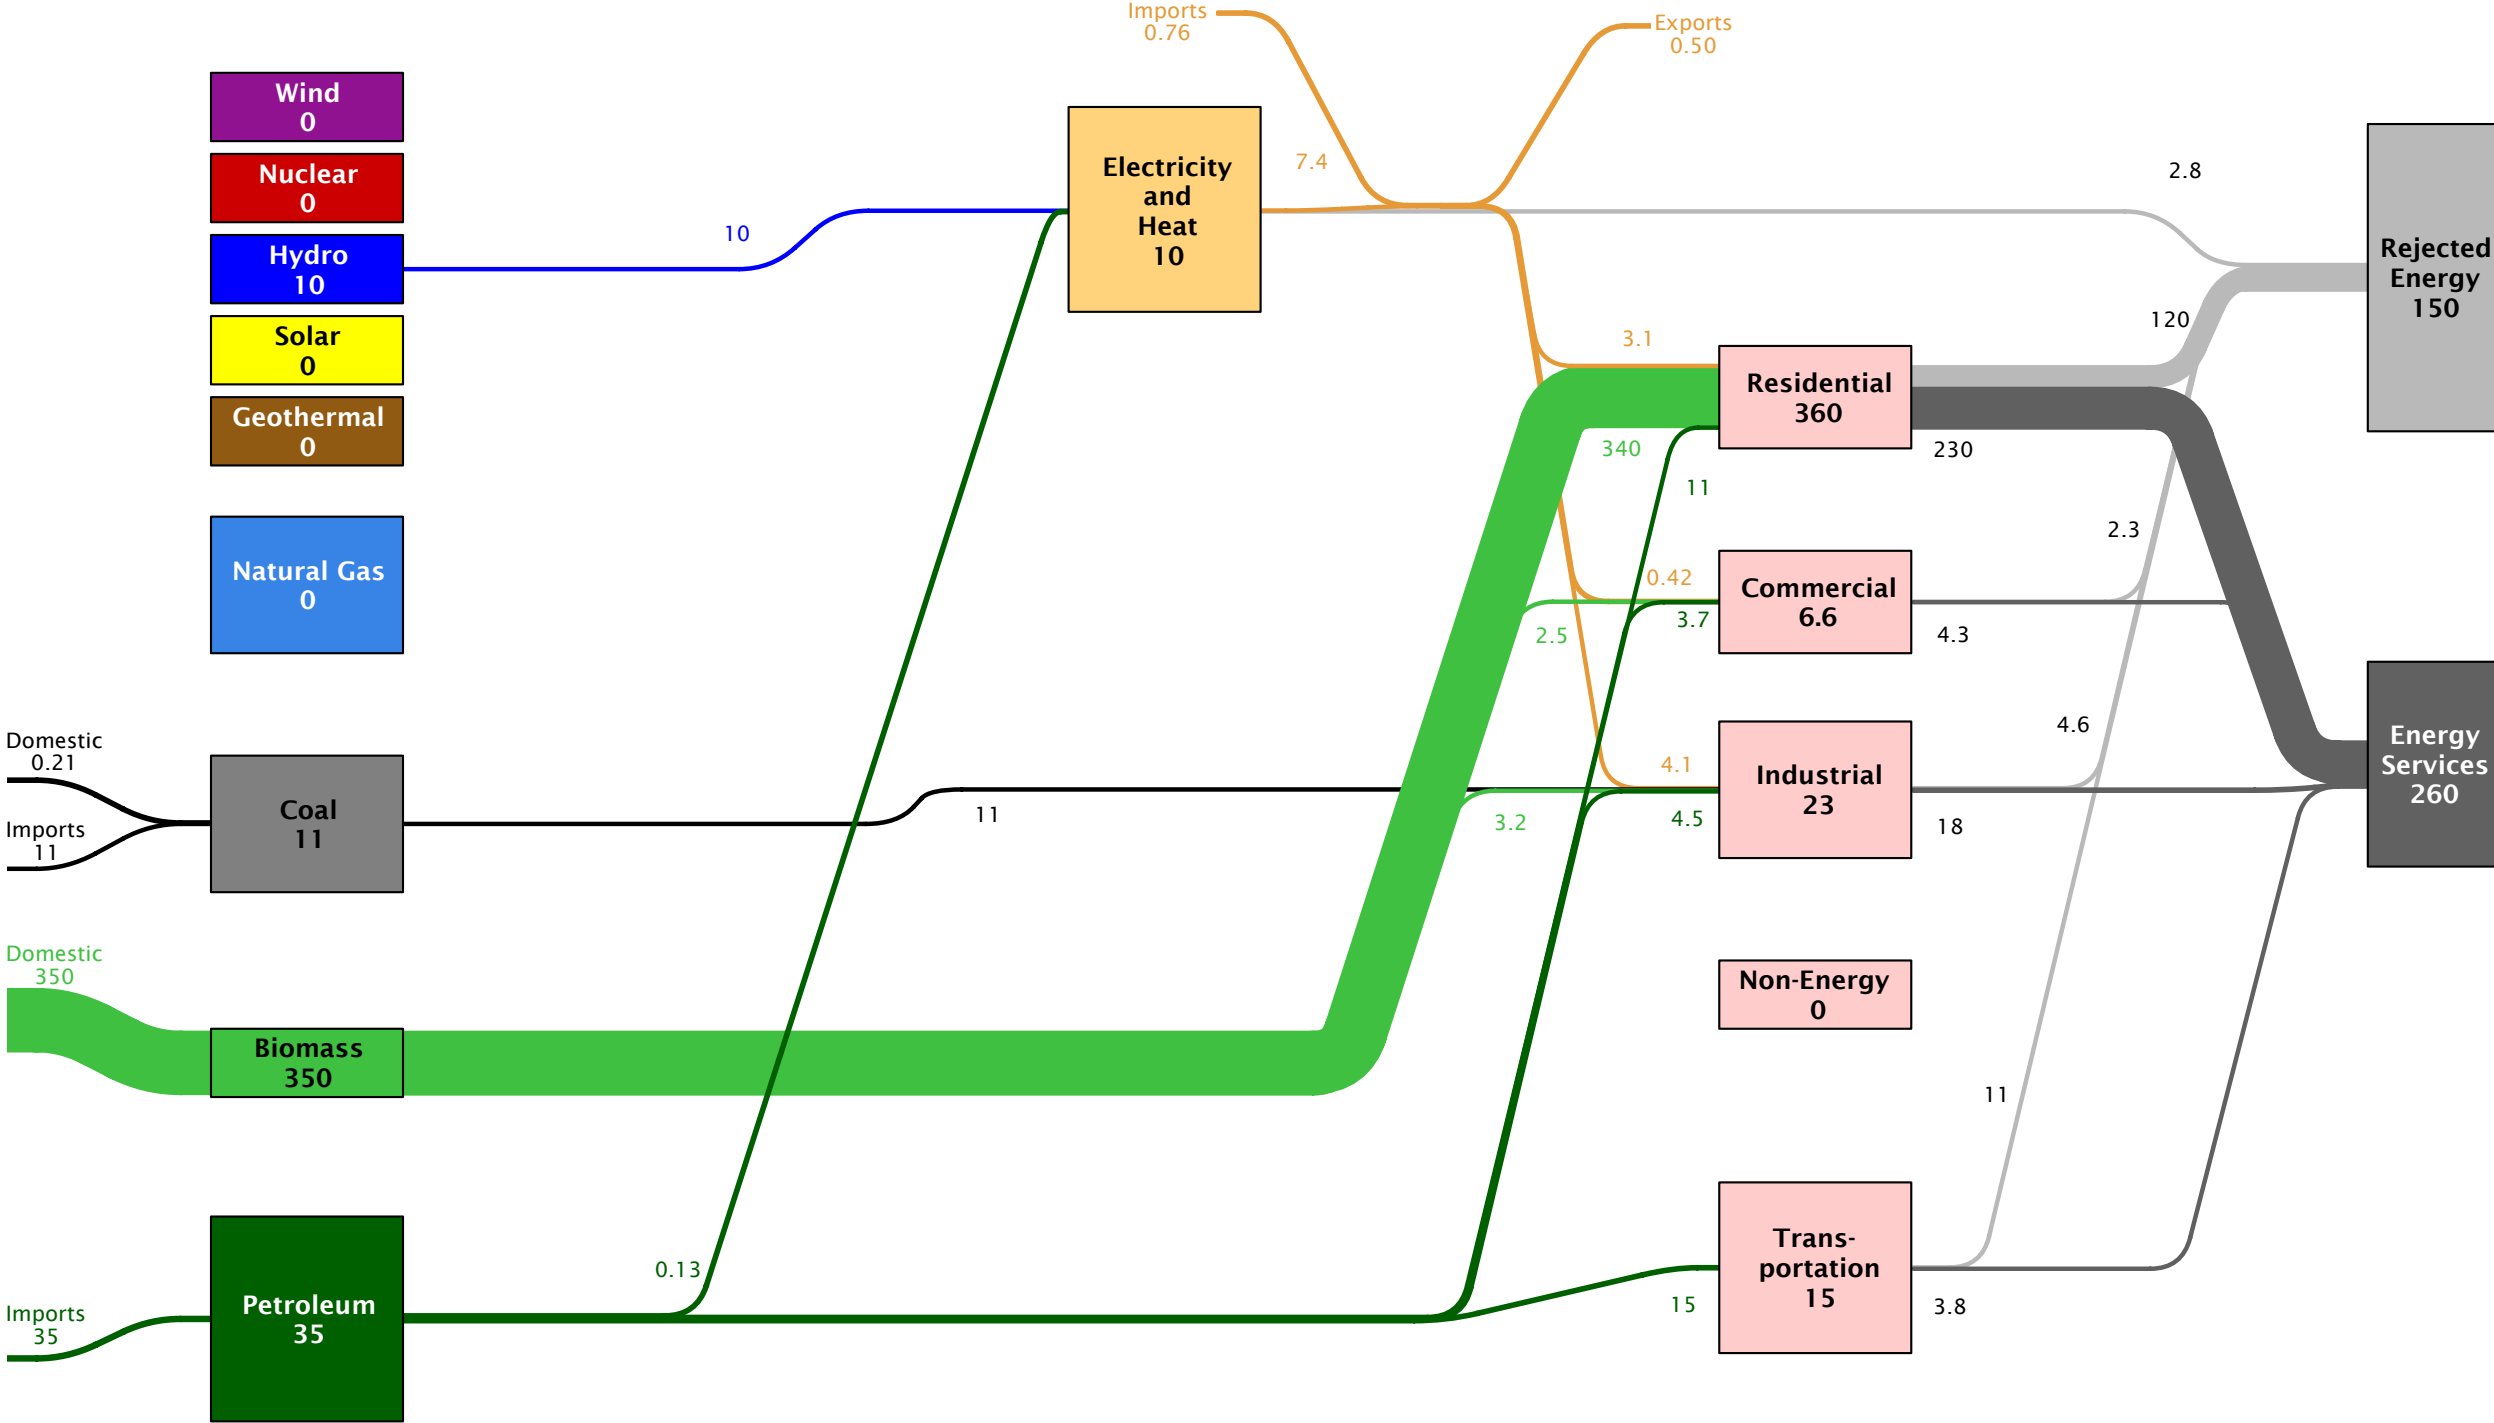 Imports
0.76
Exports
0.50
Wind
0
Nuclear
0
Hydro
10
Solar
0
Geothermal
0
Natural Gas
0
10
Electricity
and
Heat
10
7.4
2.8
Rejected
Energy
150
120
3.1
Residential
360
340
11
230
2.3
0.42
Commercial
6.6
2.5
3.7
4.3
Domestic
0.21
Imports
11
Coal
11
11
4.6
4.1
Industrial
23
3.2
4.5
18
Energy
Services
260
Domestic
350
Biomass
350
Non-Energy
0
11
Imports
35
Petroleum
35
0.13
15
Trans-
portation
15
3.8